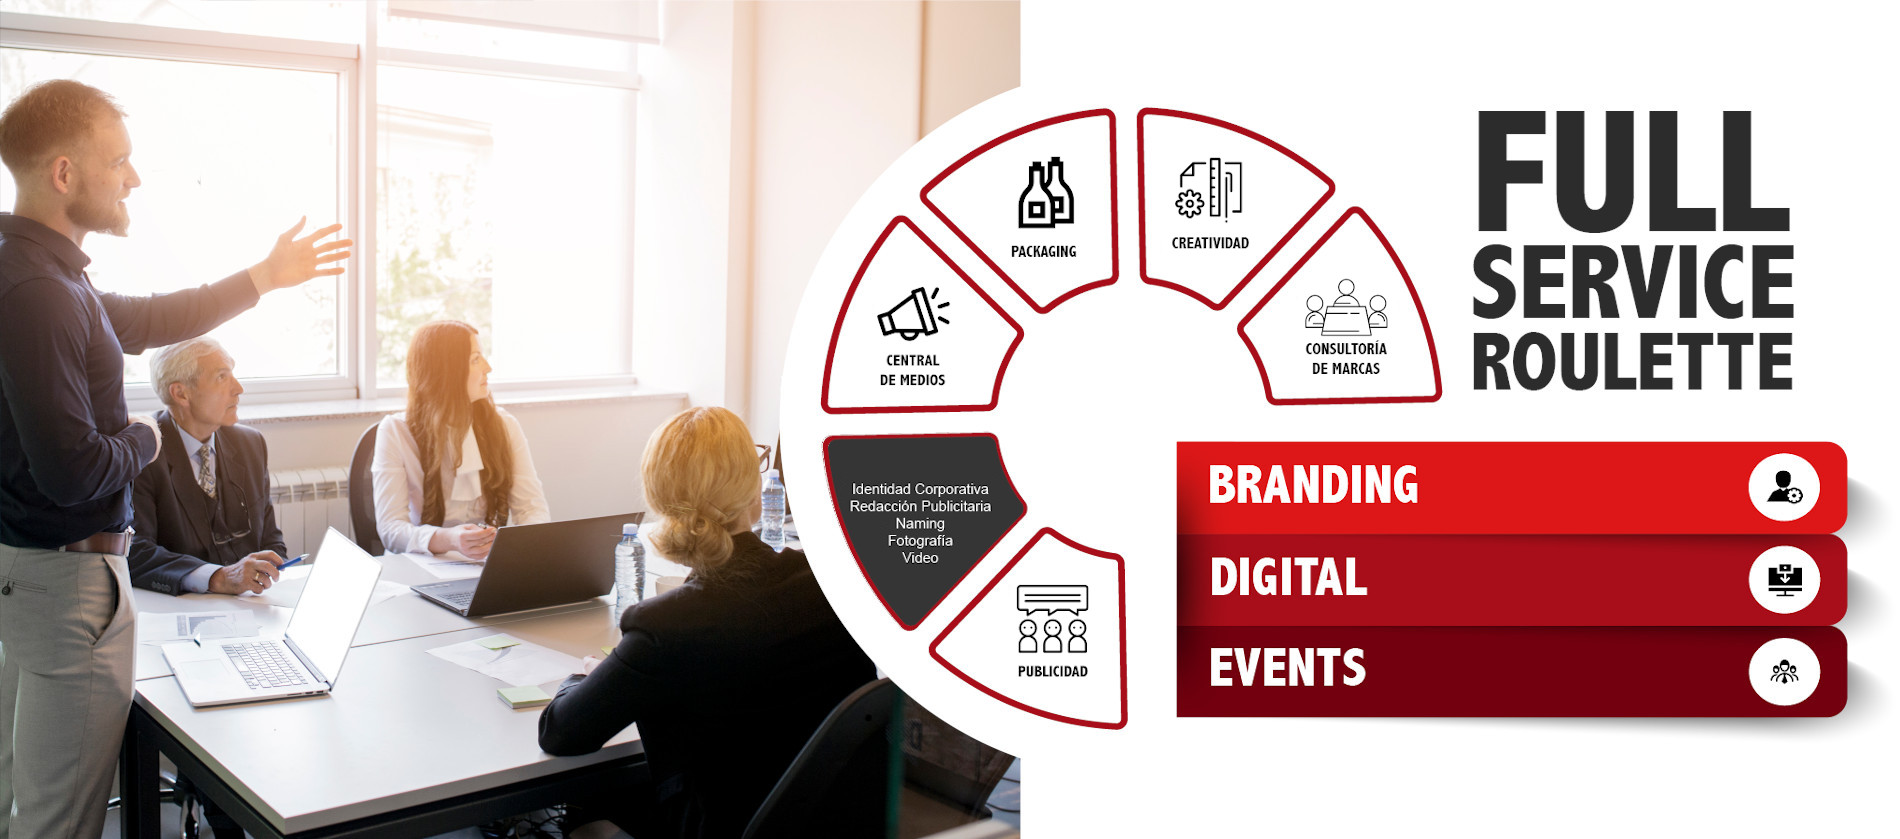 FULL
SERVICE
ROULETTE
PACKAGING
CREATIVIDAD
CENTRAL
DE MEDIOS
CONSULTORÍA
DE MARCAS
Identidad Corporativa
Redacción Publicitaria
Naming
Fotografía
Video
PUBLICIDAD
BRANDING
DIGITAL
EVENTS